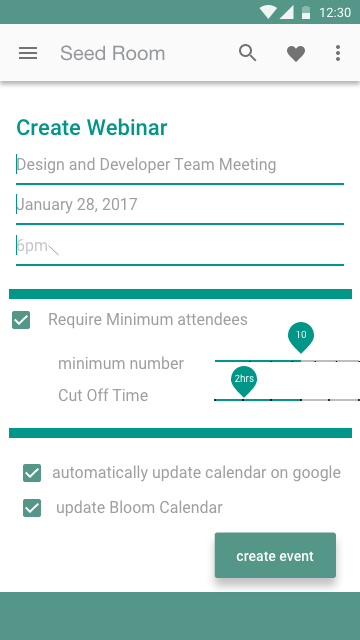 12:30
Seed Room
Create Webinar
Design and Developer Team Meeting
January 28, 2017
6pm
Require Minimum attendees
10
minimum number
2hrs
Cut Off Time
automatically update calendar on google
update Bloom Calendar
create event